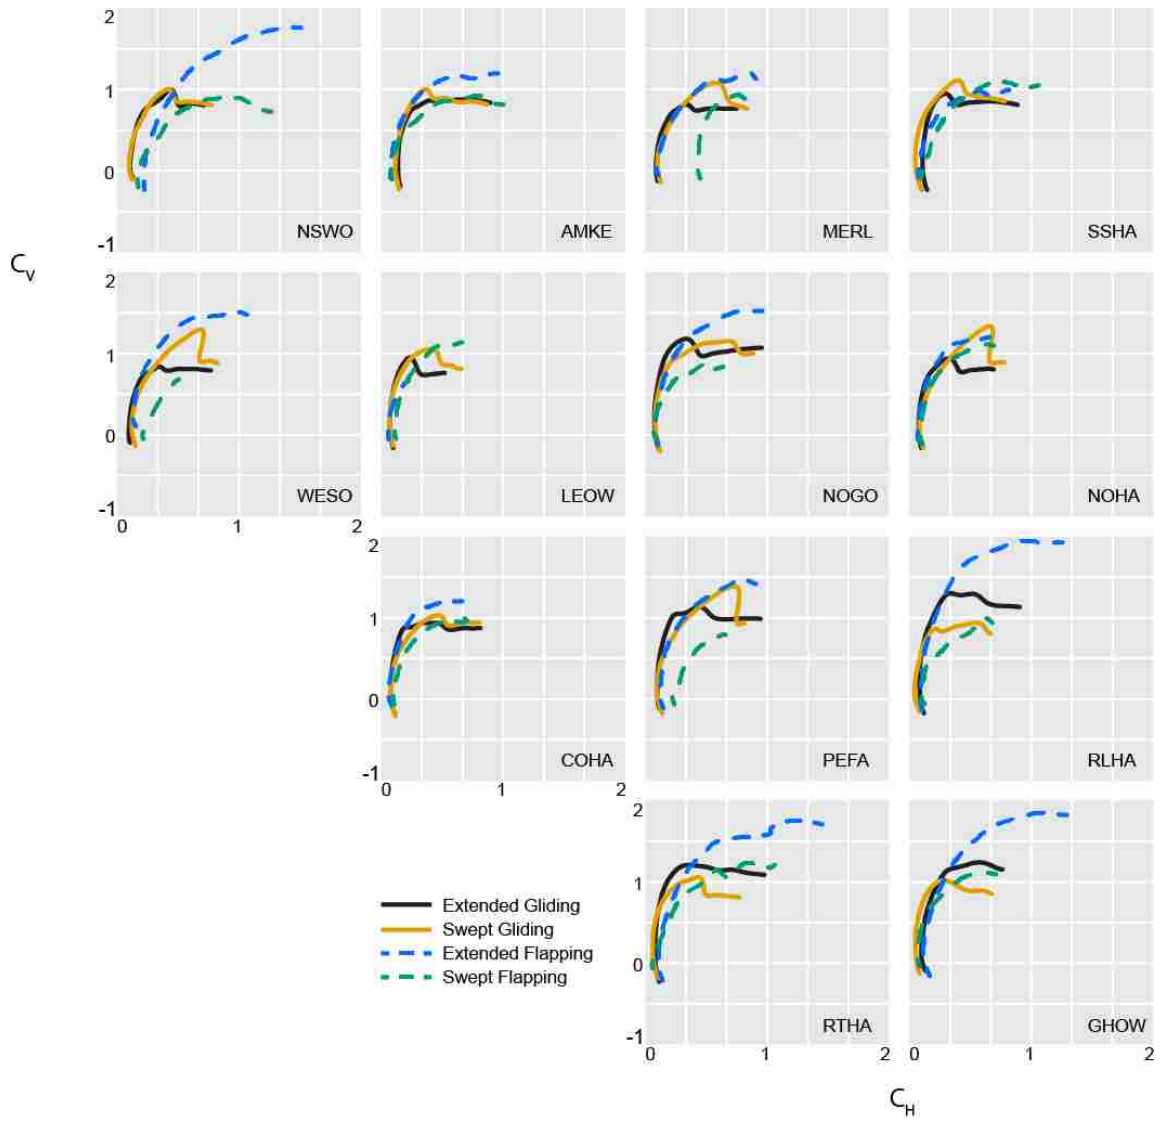 2
1
0
-1
NSWO
AMKE
MERL
SSHA
C_V
2
1
0
-1
WESO
LEOW
NOGO
NOHA
0 1 2
2
1
0
-1
COHA
PEFA
RLHA
0 1 2
2
1
0
-1
Extended Gliding
Swept Gliding
Extended Flapping
Swept Flapping
RTHA
GHOW
0 1 2 0 1 2
C_H